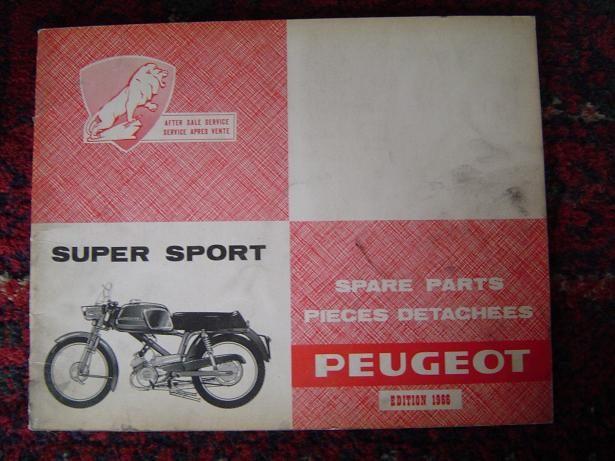 AFTER SALE SERVICE
SERVICE APRES VENTE
SUPER SPORT
SPARE PARTS
PIECES DETACHEES
PEUGEOT
EDITION 1966